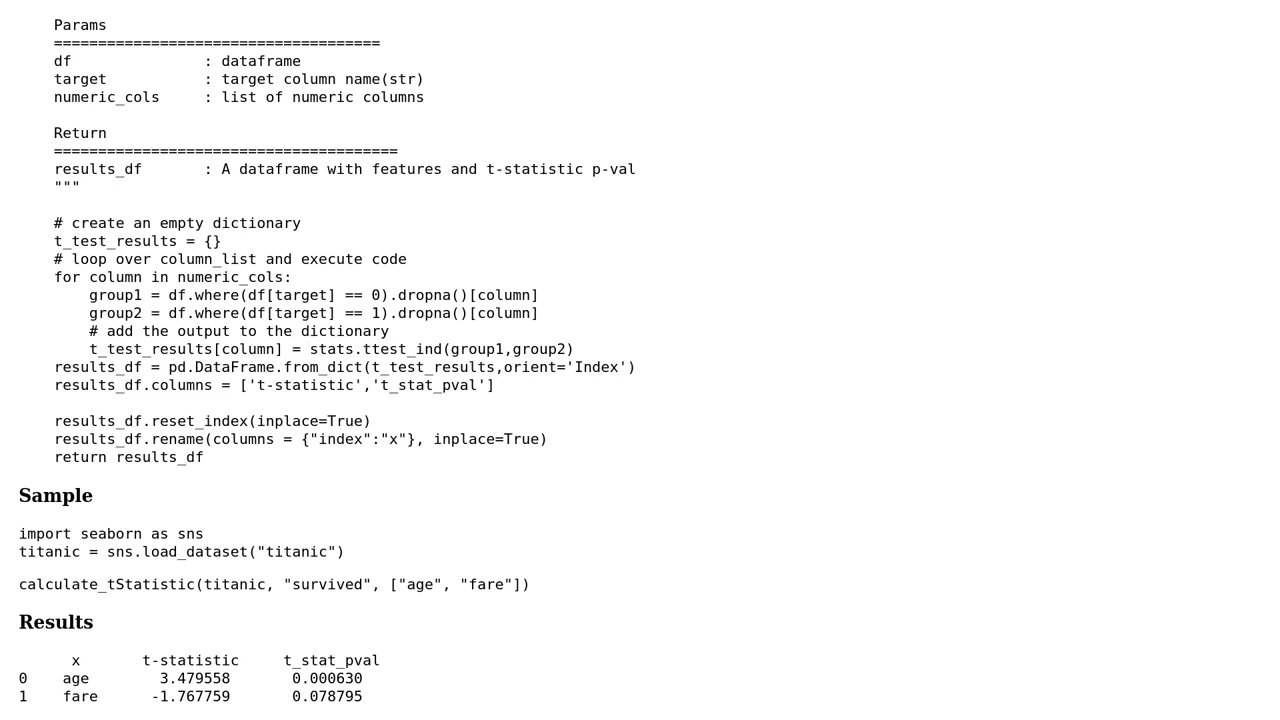 Params
=====================================
df               : dataframe
target           : target column name(str)
numeric_cols     : list of numeric columns

Return
=======================================
results_df       : A dataframe with features and t-statistic p-val
"""

# create an empty dictionary
t_test_results = {}
# loop over column_list and execute code
for column in numeric_cols:
    group1 = df.where(df[target] == 0).dropna()[column]
    group2 = df.where(df[target] == 1).dropna()[column]
    # add the output to the dictionary
    t_test_results[column] = stats.ttest_ind(group1,group2)
results_df = pd.DataFrame.from_dict(t_test_results,orient='Index')
results_df.columns = ['t-statistic','t_stat_pval']

results_df.reset_index(inplace=True)
results_df.rename(columns = {"index":"x"}, inplace=True)
return results_df
Sample
import seaborn as sns
titanic = sns.load_dataset("titanic")
calculate_tStatistic(titanic, "survived", ["age", "fare"])
Results
      x       t-statistic     t_stat_pval
0    age        3.479558       0.000630
1    fare      -1.767759       0.078795